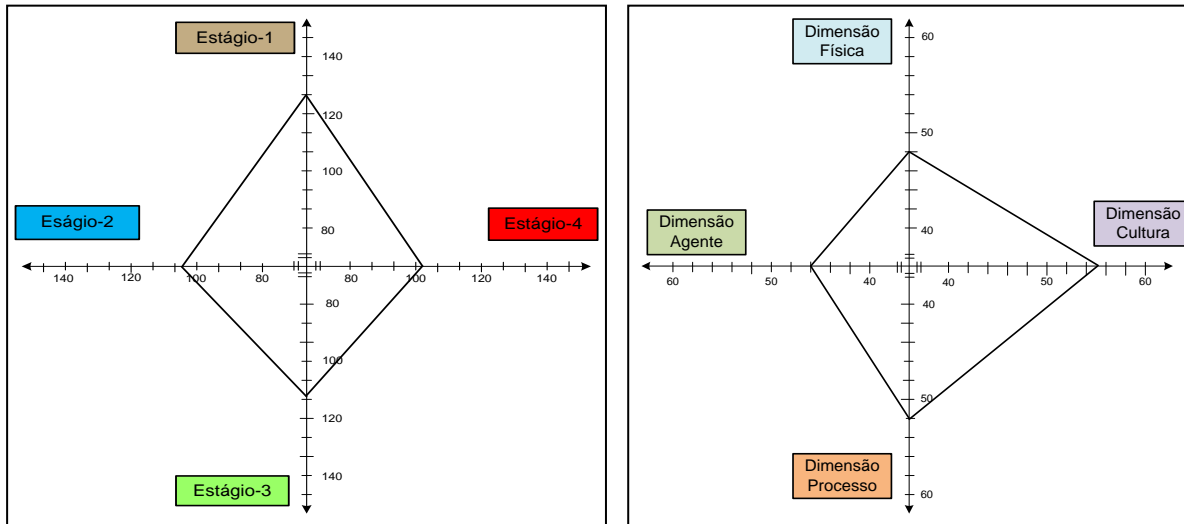 Estágio-1
140
120
100
80
Eságio-2
Estágio-4
140 120 100 80 80 100 120 140
80
100
120
140
Estágio-3
Dimensão
Física
60
50
40
Dimensão
Agente
Dimensão
Cultura
60 50 40 40 50 60
40
50
60
Dimensão
Processo